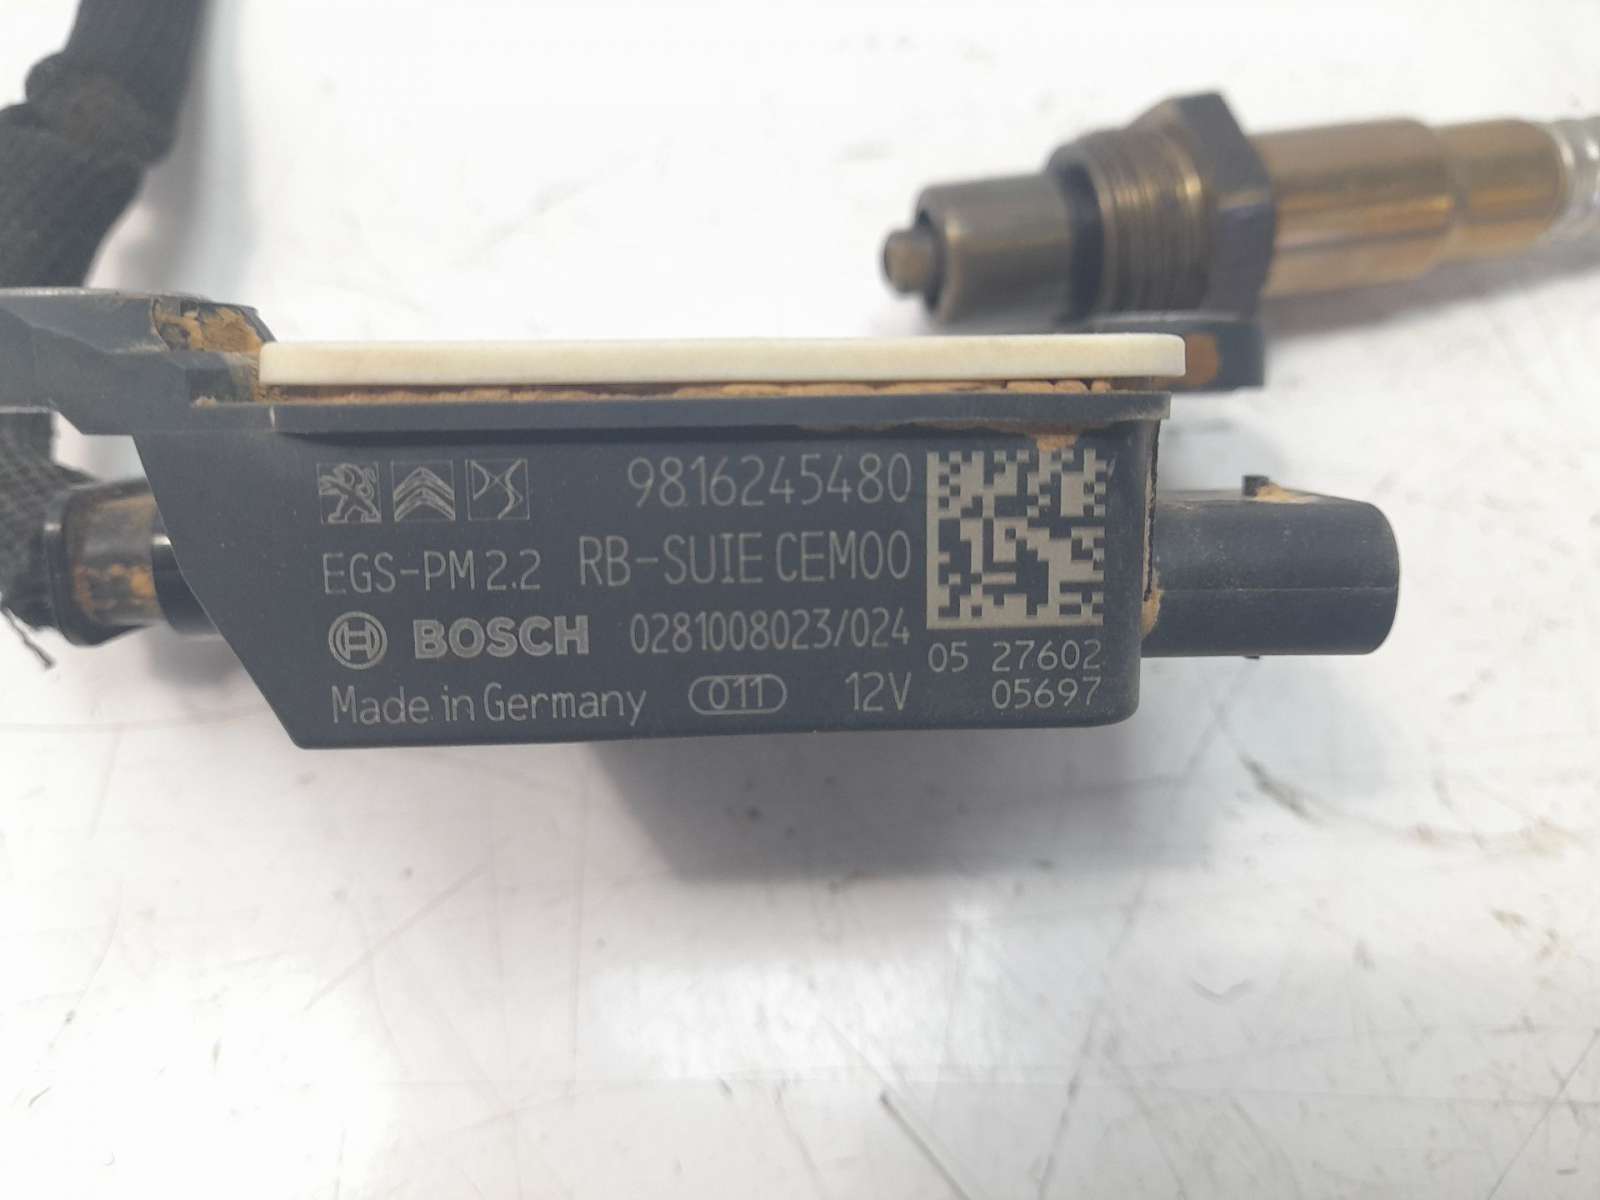 9816245480
EGS-PM 2.2 RB-SUIE CEM00
BOSCH 0281008023/024
Made in Germany 011 12V
05 27602
05697